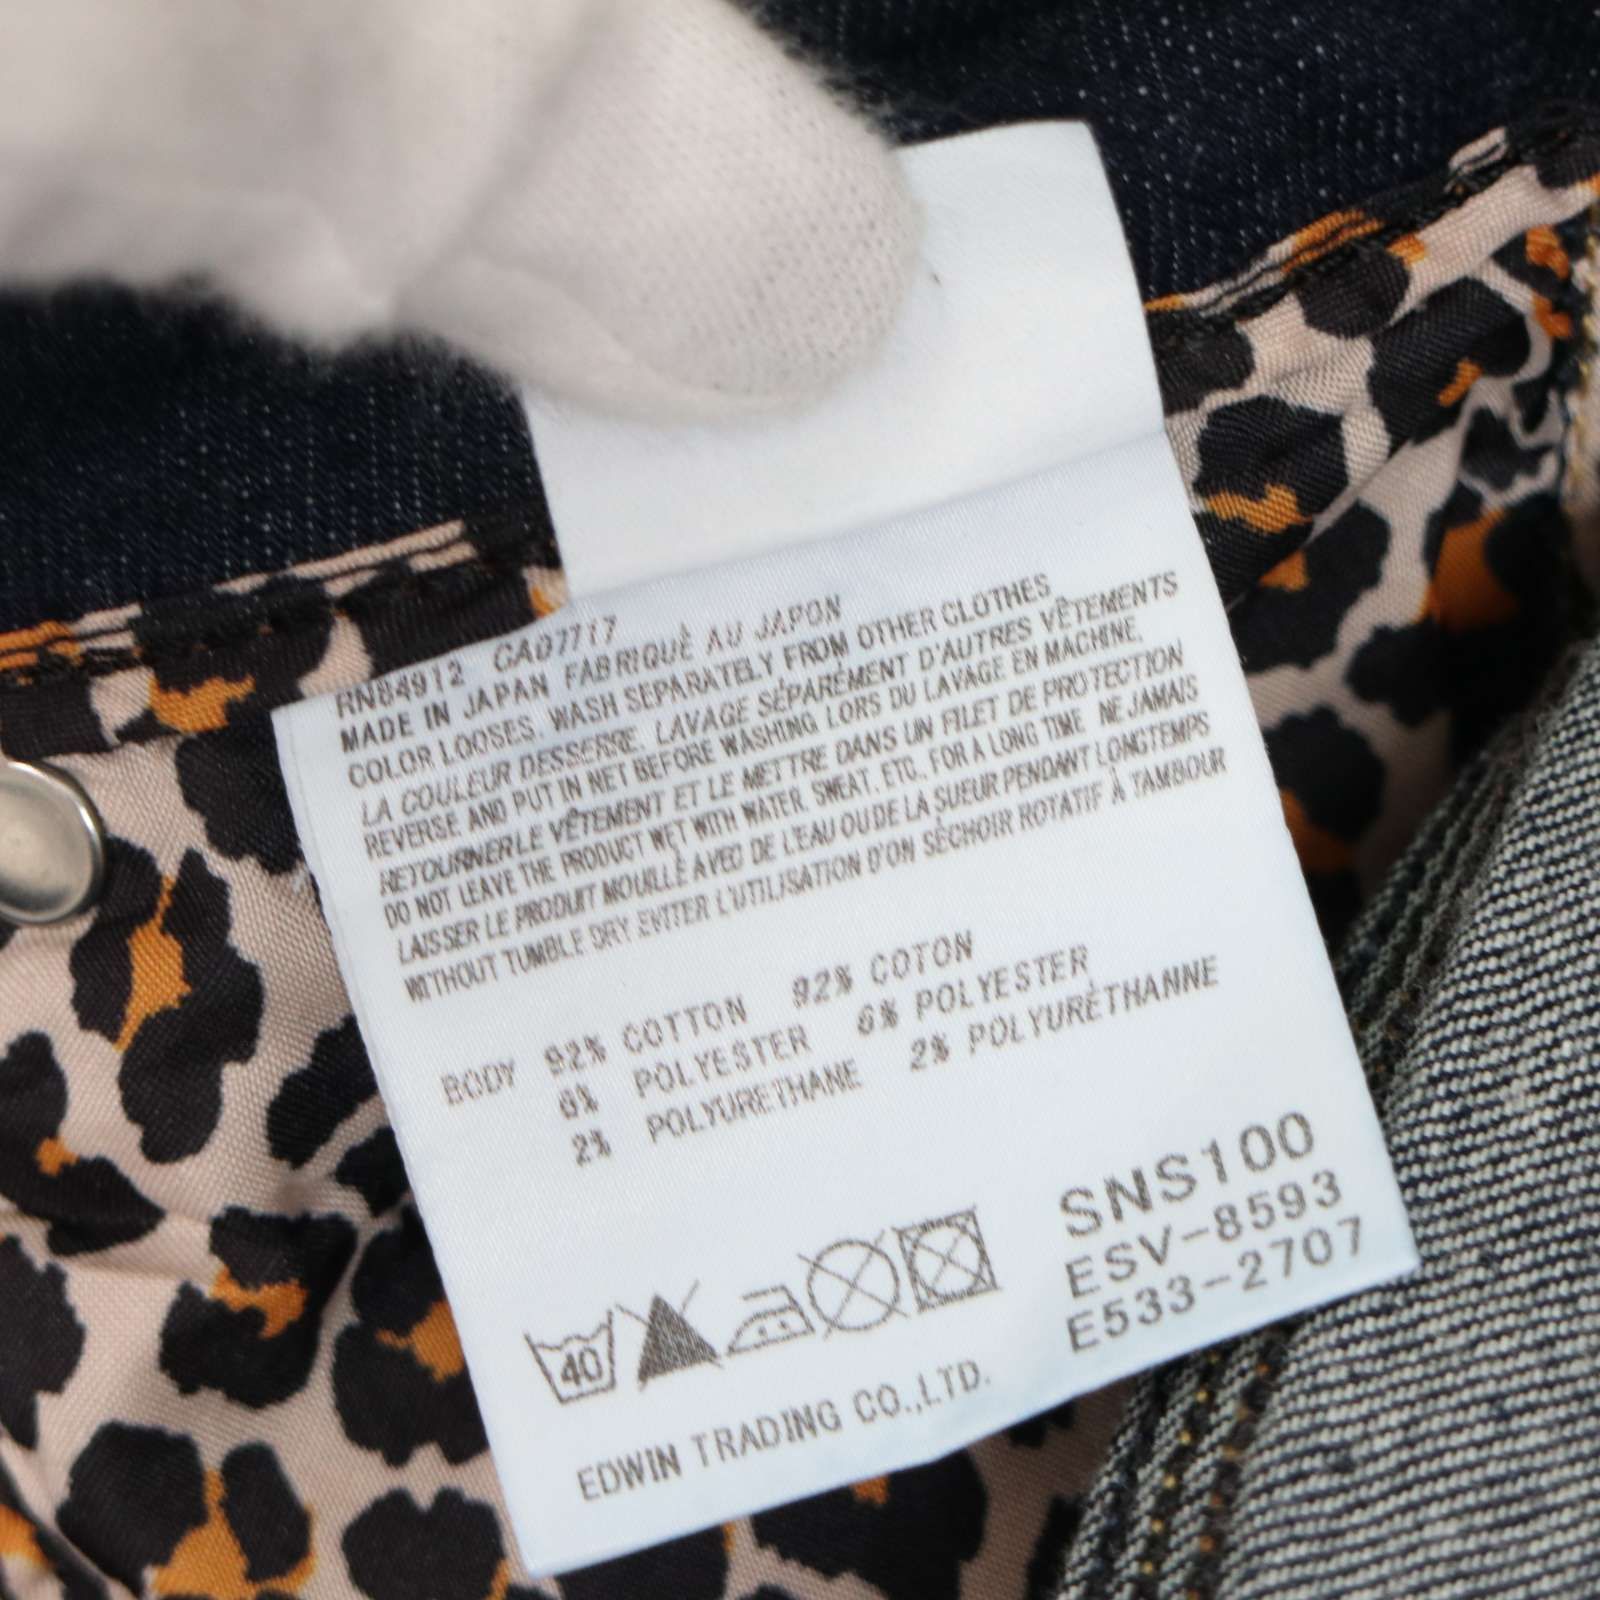 RN84912 CA07717
MADE IN JAPAN FABRIQUÈ AU JAPON
COLOR LOOSES. WASH SEPARATELY FROM OTHER CLOTHES.
LA COULEUR DESSERRE. LAVAGE SÉPARÉMENT D'AUTRES VÊTEMENTS
REVERSE AND PUT IN NET BEFORE WASHING LORS DU LAVAGE EN MACHINE,
RETOURNER LE VÊTEMENT ET LE METTRE DANS UN FILET DE PROTECTION
DO NOT LEAVE THE PRODUCT WET WITH WATER, SWEAT, ETC., FOR A LONG TIME NE JAMAIS
LAISSER LE PRODUIT MOUILLÈ AVEC DE L'EAU OU DE LA SUEUR PENDANT LONGTEMPS
WITHOUT TUMBLE DRY. EVITER L'UTILISATION D'ON SÉCHOIR ROTATIF À TAMBOUR
BODY 92% COTTON 92% COTON
6% POLYESTER 6% POLYESTER
2% POLYURETHANE 2% POLYURÉTHANNE
SNS100
ESV-8593
E533-2707
40
EDWIN TRADING CO.,LTD.